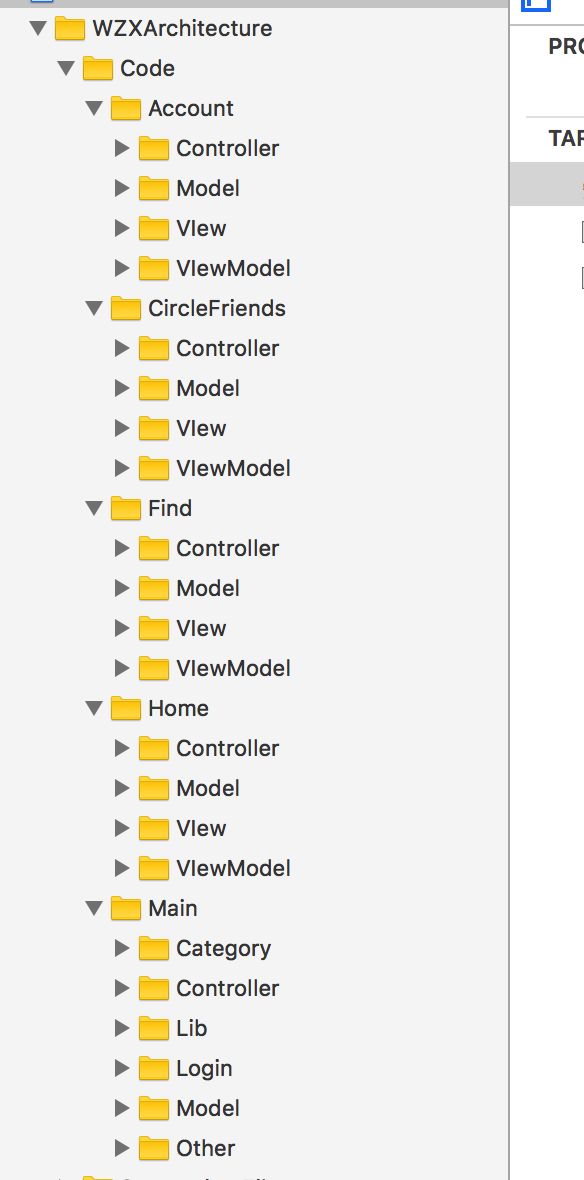 WZXArchitecture
Code
Account
Controller
Model
VIew
VIewModel
CircleFriends
Controller
Model
VIew
VIewModel
Find
Controller
Model
VIew
VIewModel
Home
Controller
Model
VIew
VIewModel
Main
Category
Controller
Lib
Login
Model
Other
PRO
TAR